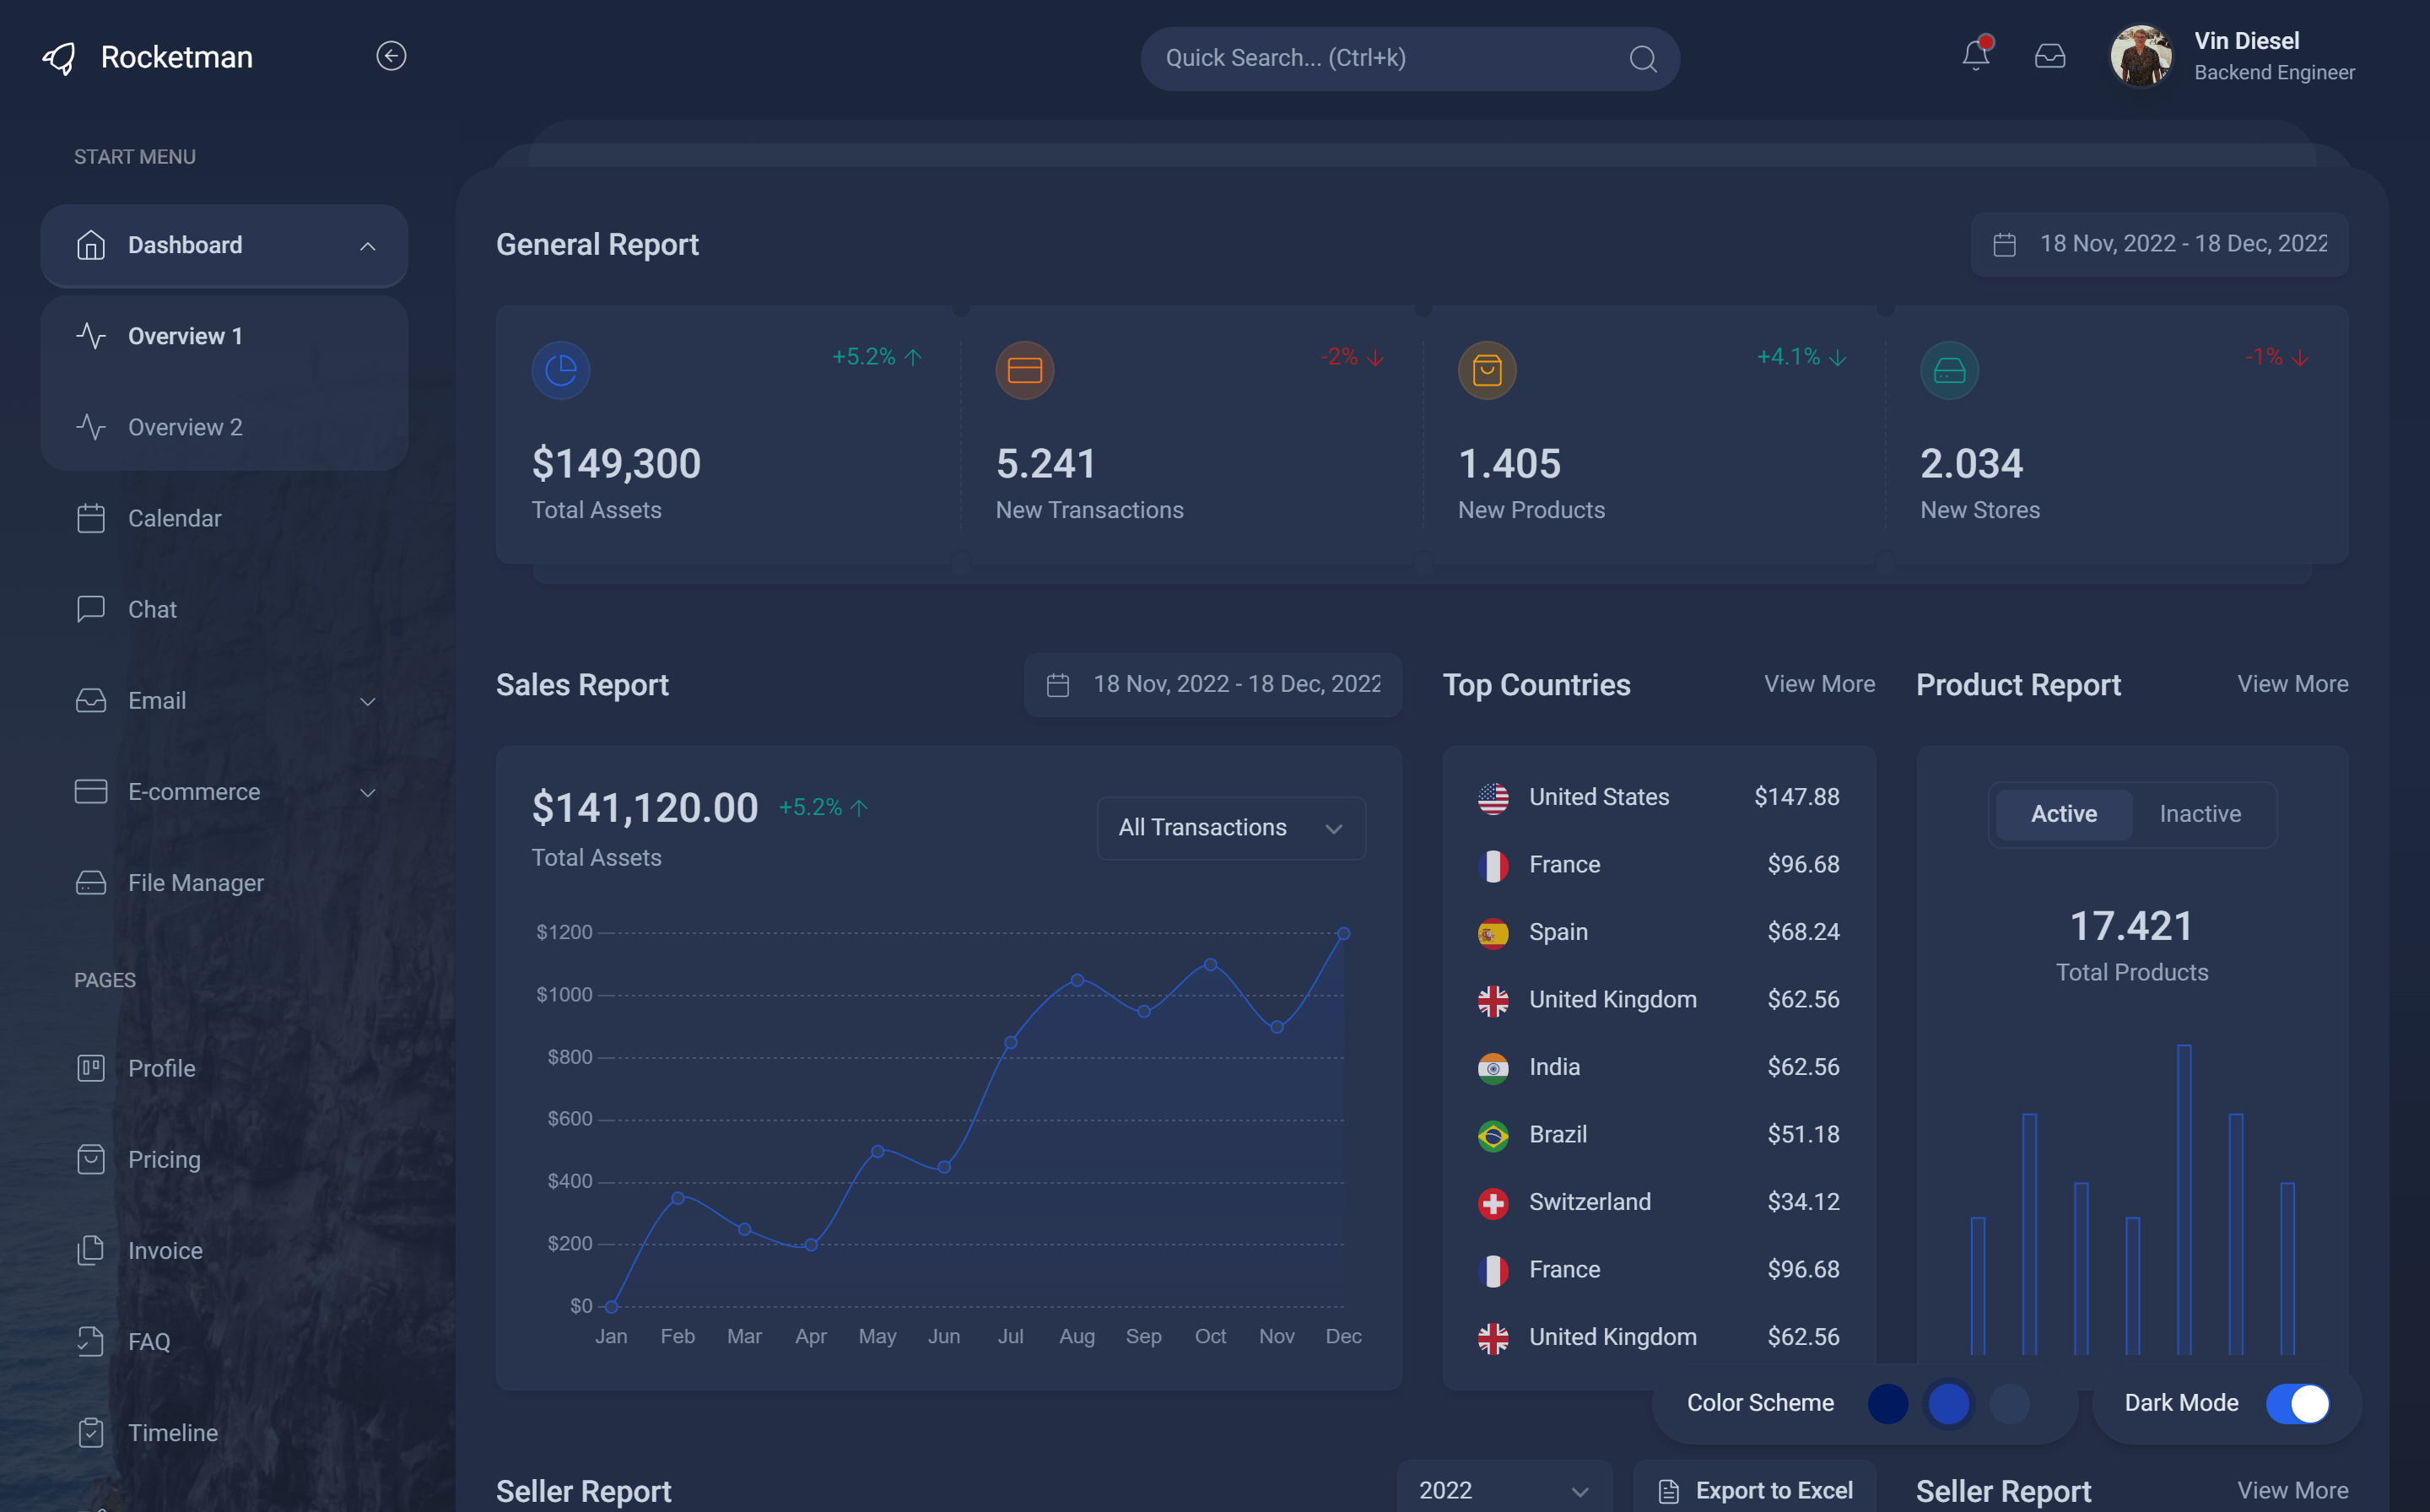 Rocketman
Quick Search... (Ctrl+k)
Vin Diesel
Backend Engineer
START MENU
Dashboard
Overview 1
Overview 2
Calendar
Chat
Email
E-commerce
File Manager
PAGES
Profile
Pricing
Invoice
FAQ
Timeline
General Report
18 Nov, 2022 - 18 Dec, 2022
+5.2%
$149,300
Total Assets
-2%
5.241
New Transactions
+4.1%
1.405
New Products
-1%
2.034
New Stores
Sales Report
18 Nov, 2022 - 18 Dec, 2022
$141,120.00 +5.2%
Total Assets
All Transactions
$1200
$1000
$800
$600
$400
$200
$0
Jan Feb Mar Apr May Jun Jul Aug Sep Oct Nov Dec
Top Countries View More
United States $147.88
France $96.68
Spain $68.24
United Kingdom $62.56
India $62.56
Brazil $51.18
Switzerland $34.12
France $96.68
United Kingdom $62.56
Product Report View More
Active Inactive
17.421
Total Products
Color Scheme
Dark Mode
Seller Report
2022
Export to Excel
Seller Report View More